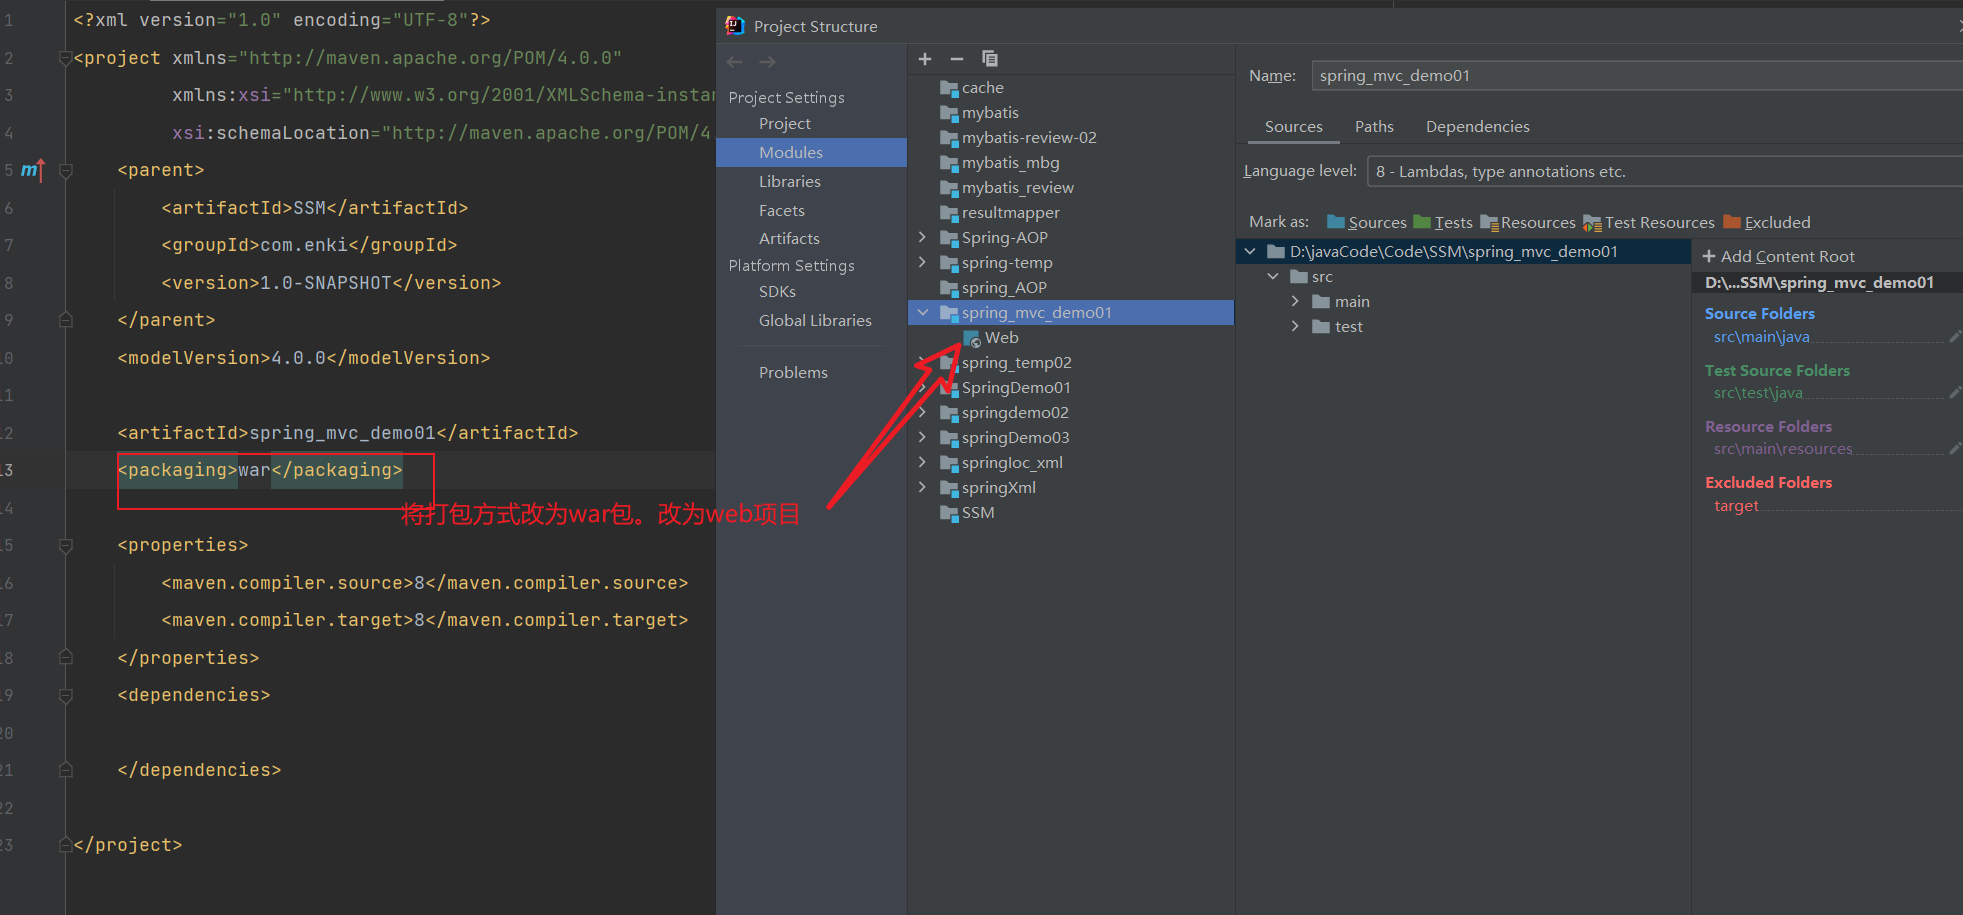 1 <?xml version="1.0" encoding="UTF-8"?>
2 <project xmlns="http://maven.apache.org/POM/4.0.0"
3 xmlns:xsi="http://www.w3.org/2001/XMLSchema-instan
4 xsi:schemaLocation="http://maven.apache.org/POM/4
5 m <parent>
6 <artifactId>SSM</artifactId>
7 <groupId>com.enki</groupId>
8 <version>1.0-SNAPSHOT</version>
9 </parent>
10 <modelVersion>4.0.0</modelVersion>
11
12 <artifactId>spring_mvc_demo01</artifactId>
13 <packaging>war</packaging>
14
将打包方式改为war包。改为web项目
15 <properties>
16 <maven.compiler.source>8</maven.compiler.source>
17 <maven.compiler.target>8</maven.compiler.target>
18 </properties>
19 <dependencies>
20
21 </dependencies>
22
23 </project>
Project Structure
Project Settings
Project
Modules
Libraries
Facets
Artifacts
Platform Settings
SDKs
Global Libraries
Problems
cache
mybatis
mybatis-review-02
mybatis_mbg
mybatis_review
resultmapper
Spring-AOP
spring-temp
spring_AOP
spring_mvc_demo01
Web
spring_temp02
SpringDemo01
springdemo02
springDemo03
springIoc_xml
springXml
SSM
Name: spring_mvc_demo01
Sources Paths Dependencies
Language level: 8 - Lambdas, type annotations etc.
Mark as: Sources Tests Resources Test Resources Excluded
D:\javaCode\Code\SSM\spring_mvc_demo01
src
main
test
+ Add Content Root
D:\...SSM\spring_mvc_demo01
Source Folders
src\main\java
Test Source Folders
src\test\java
Resource Folders
src\main\resources
Excluded Folders
target